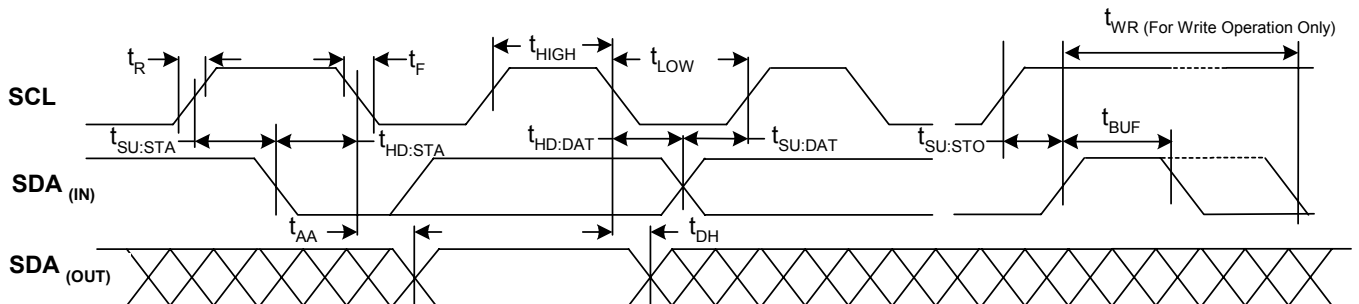 tWR (For Write Operation Only)
tR
tF
tHIGH
tLOW
SCL
tSU:STA
tHD:STA
tHD:DAT
tSU:DAT
tSU:STO
tBUF
SDA (IN)
tAA
tDH
SDA (OUT)